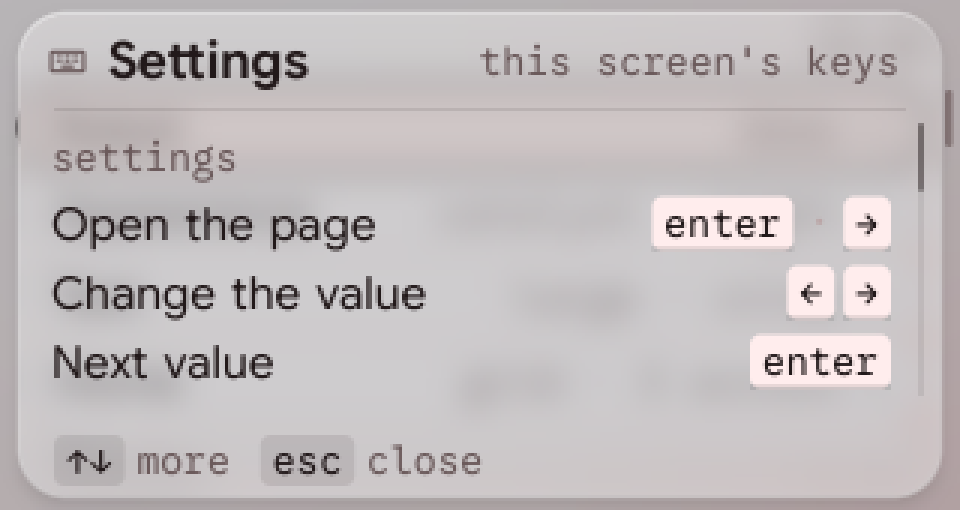 Settings this screen's keys
settings
Open the page enter · →
Change the value ← →
Next value enter
↑↓ more esc close